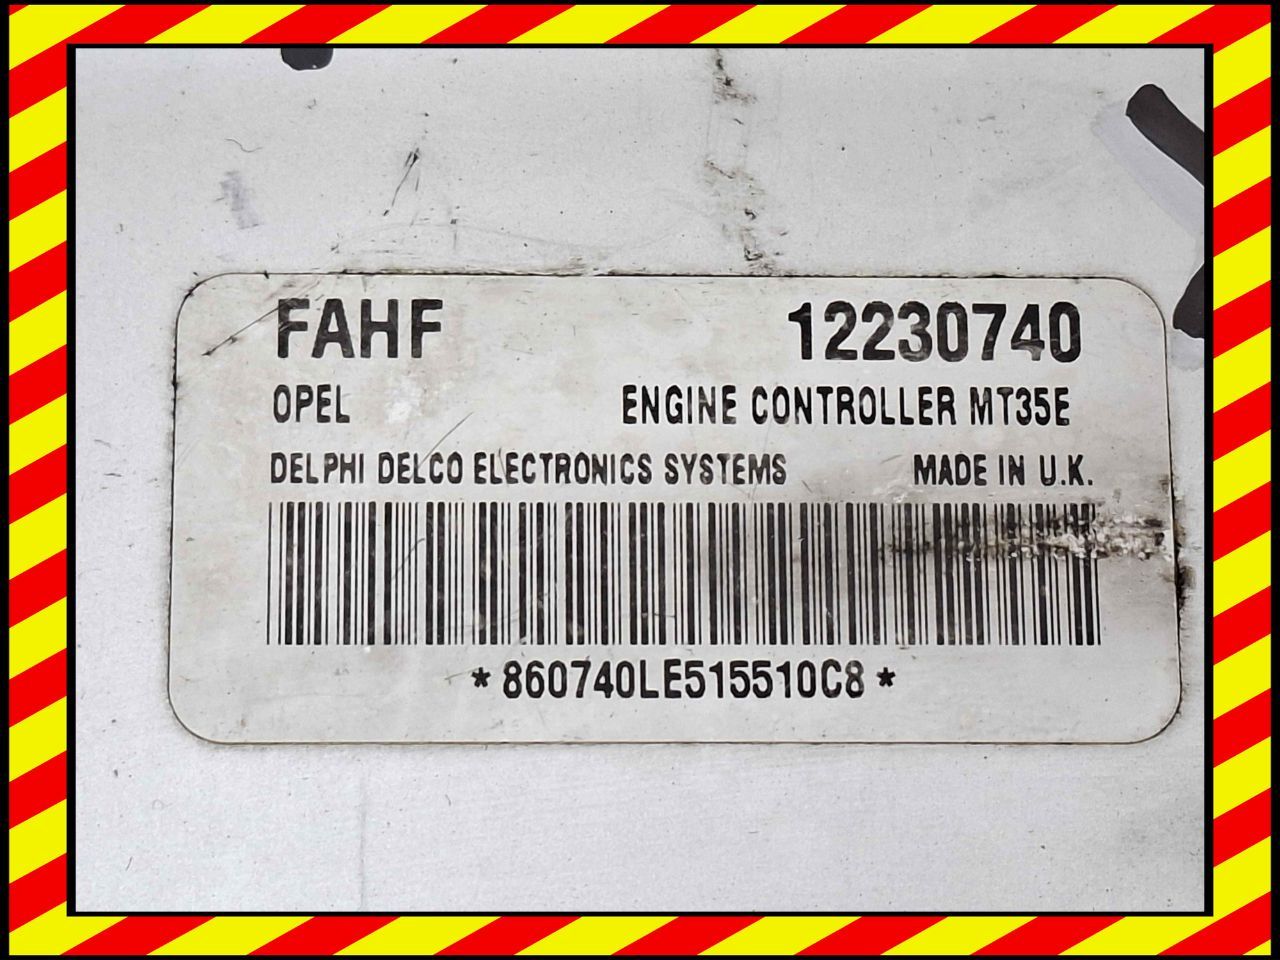 FAHF 12230740
OPEL ENGINE CONTROLLER MT35E
DELPHI DELCO ELECTRONICS SYSTEMS MADE IN U.K.
*860740LE515510C8*